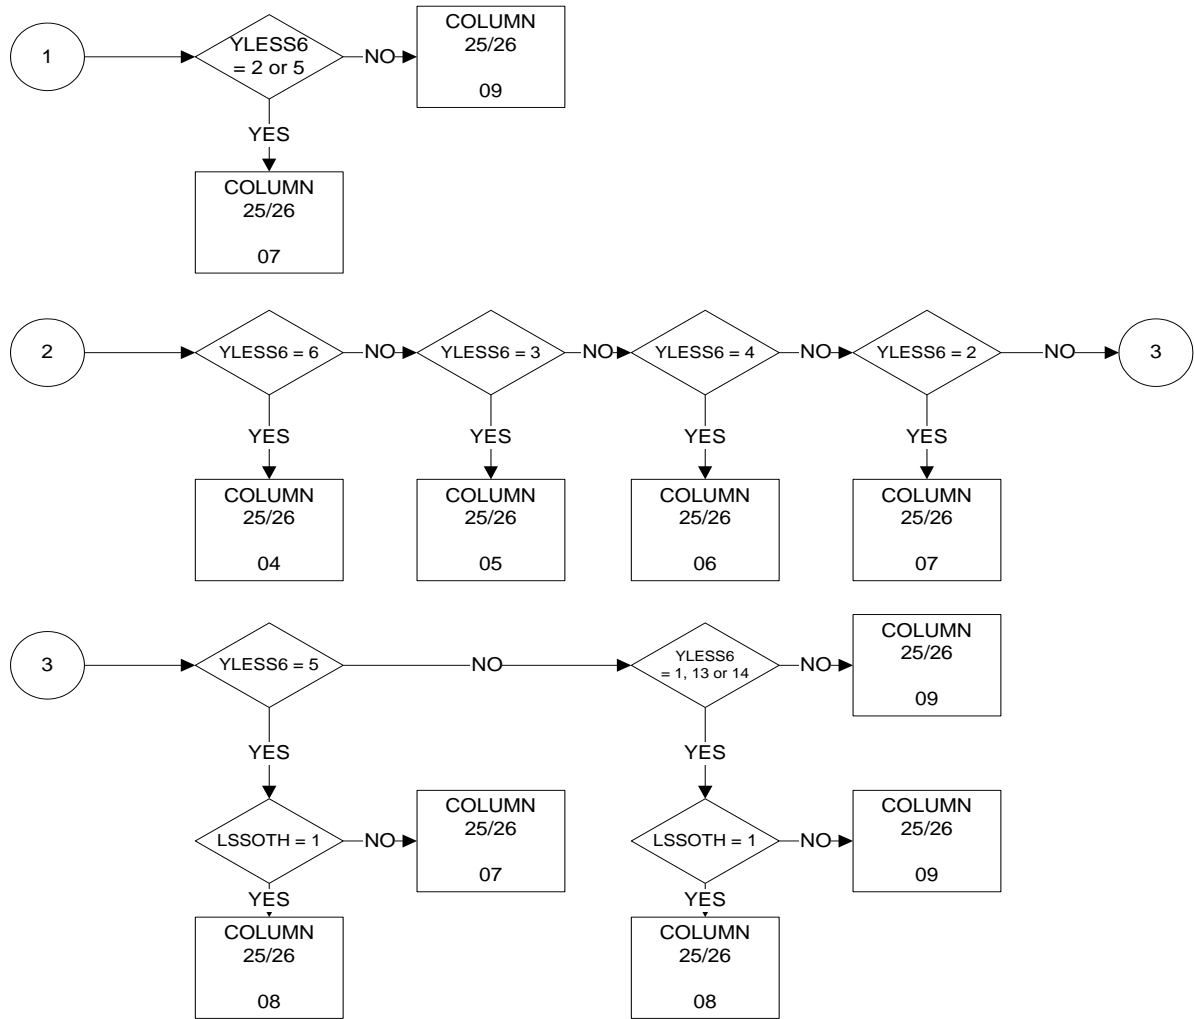 1
YLESS6
= 2 or 5
NO
COLUMN
25/26
09
YES
COLUMN
25/26
07
2
YLESS6 = 6
NO
YLESS6 = 3
NO
YLESS6 = 4
NO
YLESS6 = 2
NO
3
YES
YES
YES
YES
COLUMN
25/26
04
COLUMN
25/26
05
COLUMN
25/26
06
COLUMN
25/26
07
3
YLESS6 = 5
NO
YLESS6
= 1, 13 or 14
NO
COLUMN
25/26
09
YES
YES
LSSOTH = 1
NO
COLUMN
25/26
07
LSSOTH = 1
NO
COLUMN
25/26
09
YES
YES
COLUMN
25/26
08
COLUMN
25/26
08